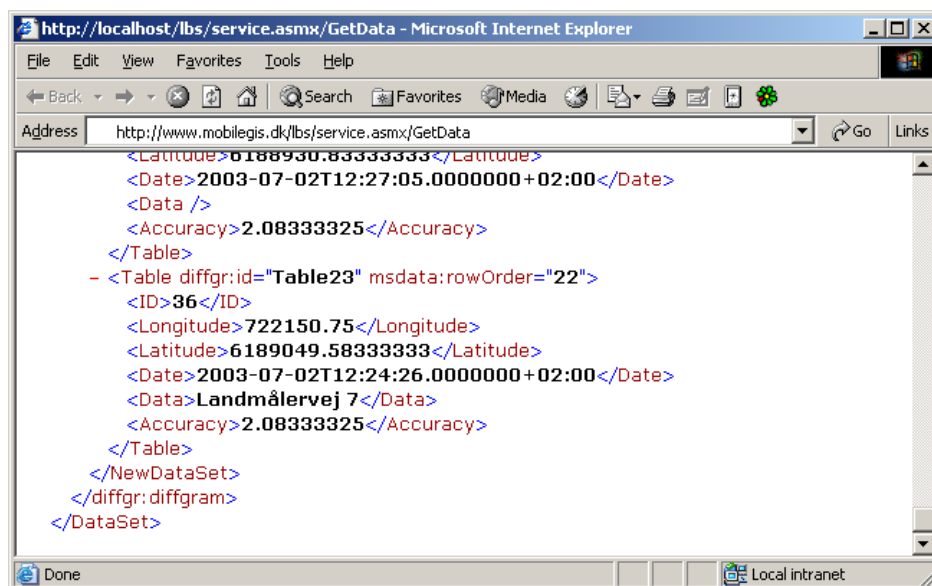 http://localhost/lbs/service.asmx/GetData - Microsoft Internet Explorer
File Edit View Favorites Tools Help
Back Search Favorites Media
Address http://www.mobilegis.dk/lbs/service.asmx/GetData Go Links
<Latitude>6188930.83333333</Latitude>
<Date>2003-07-02T12:27:05.0000000+02:00</Date>
<Data />
<Accuracy>2.08333325</Accuracy>
</Table>
- <Table diffgr:id="Table23" msdata:rowOrder="22">
<ID>36</ID>
<Longitude>722150.75</Longitude>
<Latitude>6189049.58333333</Latitude>
<Date>2003-07-02T12:24:26.0000000+02:00</Date>
<Data>Landmålervej 7</Data>
<Accuracy>2.08333325</Accuracy>
</Table>
</NewDataSet>
</diffgr:diffgram>
</DataSet>
Done Local intranet